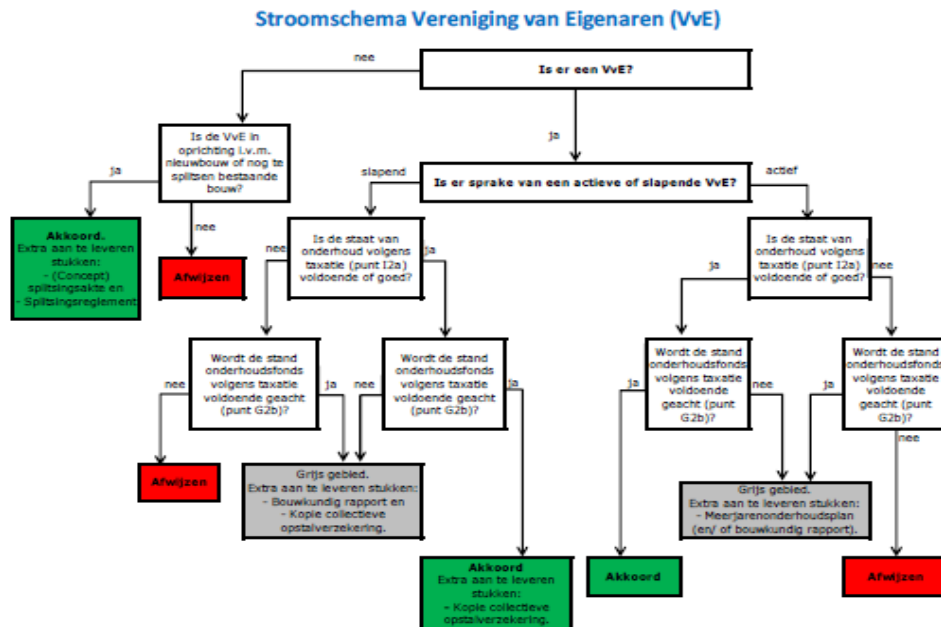 Stroomschema Vereniging van Eigenaren (VvE)
nee
Is er een VvE?
ja
Is de VvE in
oprichting i.v.m.
nieuwbouw of nog te
splitsen bestaande
bouw?
ja
nee
Akkoord.
Extra aan te leveren
stukken:
- (Concept)
splitsingsakte en
- Splitsingsreglement
Afwijzen
Is er sprake van een actieve of slapende VvE?
slapend
actief
Is de staat van
onderhoud volgens
taxatie (punt I2a)
voldoende of goed?
nee
ja
Is de staat van
onderhoud volgens
taxatie (punt I2a)
voldoende of goed?
ja
nee
Wordt de stand
onderhoudsfonds
volgens taxatie
voldoende geacht
(punt G2b)?
nee
ja
Wordt de stand
onderhoudsfonds
volgens taxatie
voldoende geacht
(punt G2b)?
nee
ja
Wordt de stand
onderhoudsfonds
volgens taxatie
voldoende
geacht (punt
G2b)?
ja
nee
Wordt de stand
onderhoudsfonds
volgens taxatie
voldoende
geacht (punt
G2b)?
ja
nee
Afwijzen
Grijs gebied.
Extra aan te leveren stukken:
- Bouwkundig rapport en
- Kopie collectieve
opstalverzekering.
Grijs gebied.
Extra aan te leveren stukken:
- Meerjarenonderhoudsplan
(en/ of bouwkundig rapport).
Akkoord
Extra aan te leveren
stukken:
- Kopie collectieve
opstalverzekering.
Akkoord
Afwijzen